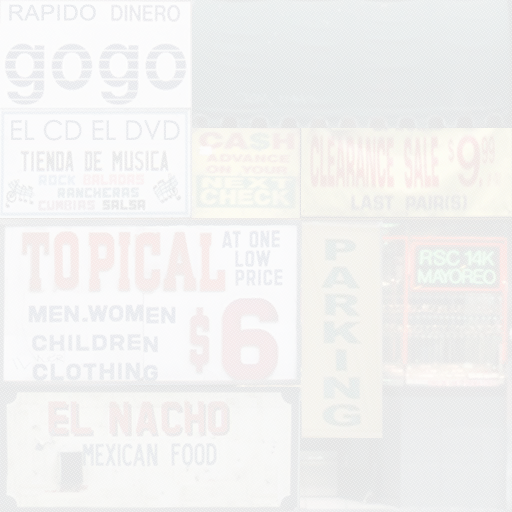 RAPIDO DINERO
gogo
EL CD EL DVD
TIENDA DE MUSICA
ROCK BALADAS
RANCHERAS
CUMBIAS SALSA
CASH
ADVANCE
ON YOUR
NEXT
CHECK
CLEARANCE SALE $9.99
LAST PAIR(S)
TOPICAL
AT ONE
LOW
PRICE
MEN.WOMEN
CHILDREN
CLOTHING
$6
PARKING
RSC 14K
MAYOREO
EL NACHO
MEXICAN FOOD